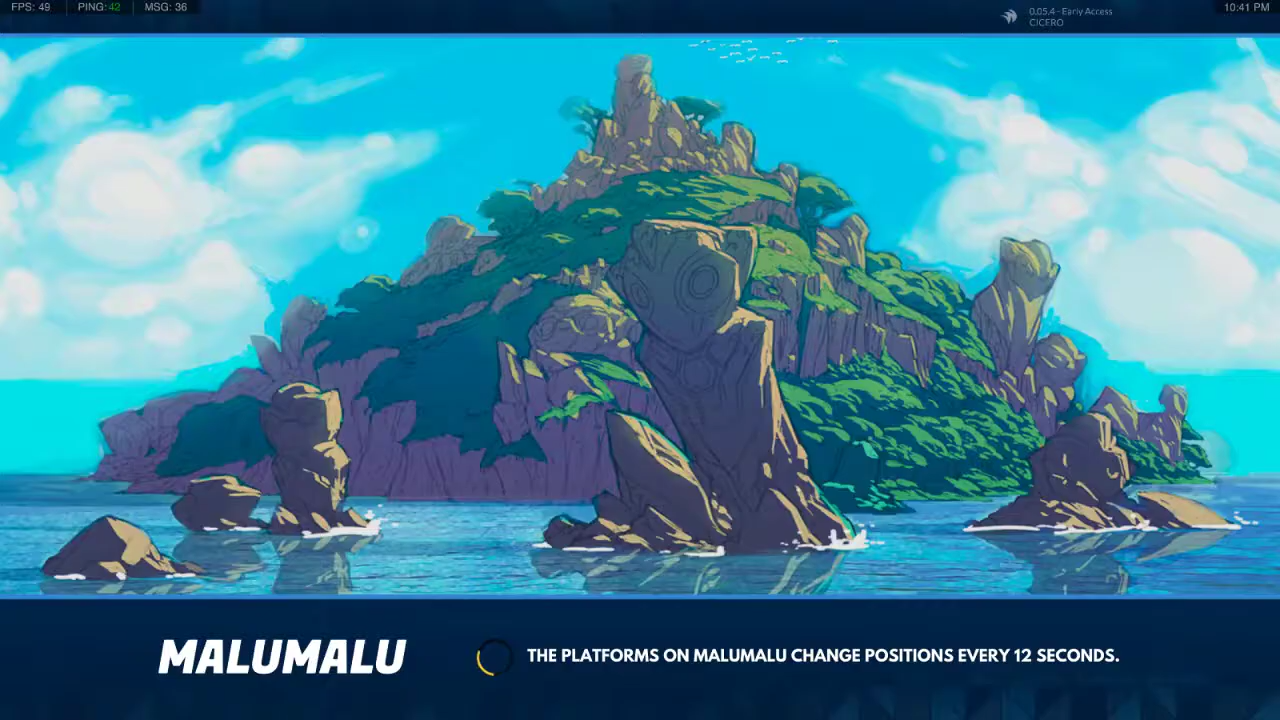 FPS: 49 PING:42 MSG: 36
0.05.4 - Early Access
CICERO
10:41 PM
MALUMALU
THE PLATFORMS ON MALUMALU CHANGE POSITIONS EVERY 12 SECONDS.